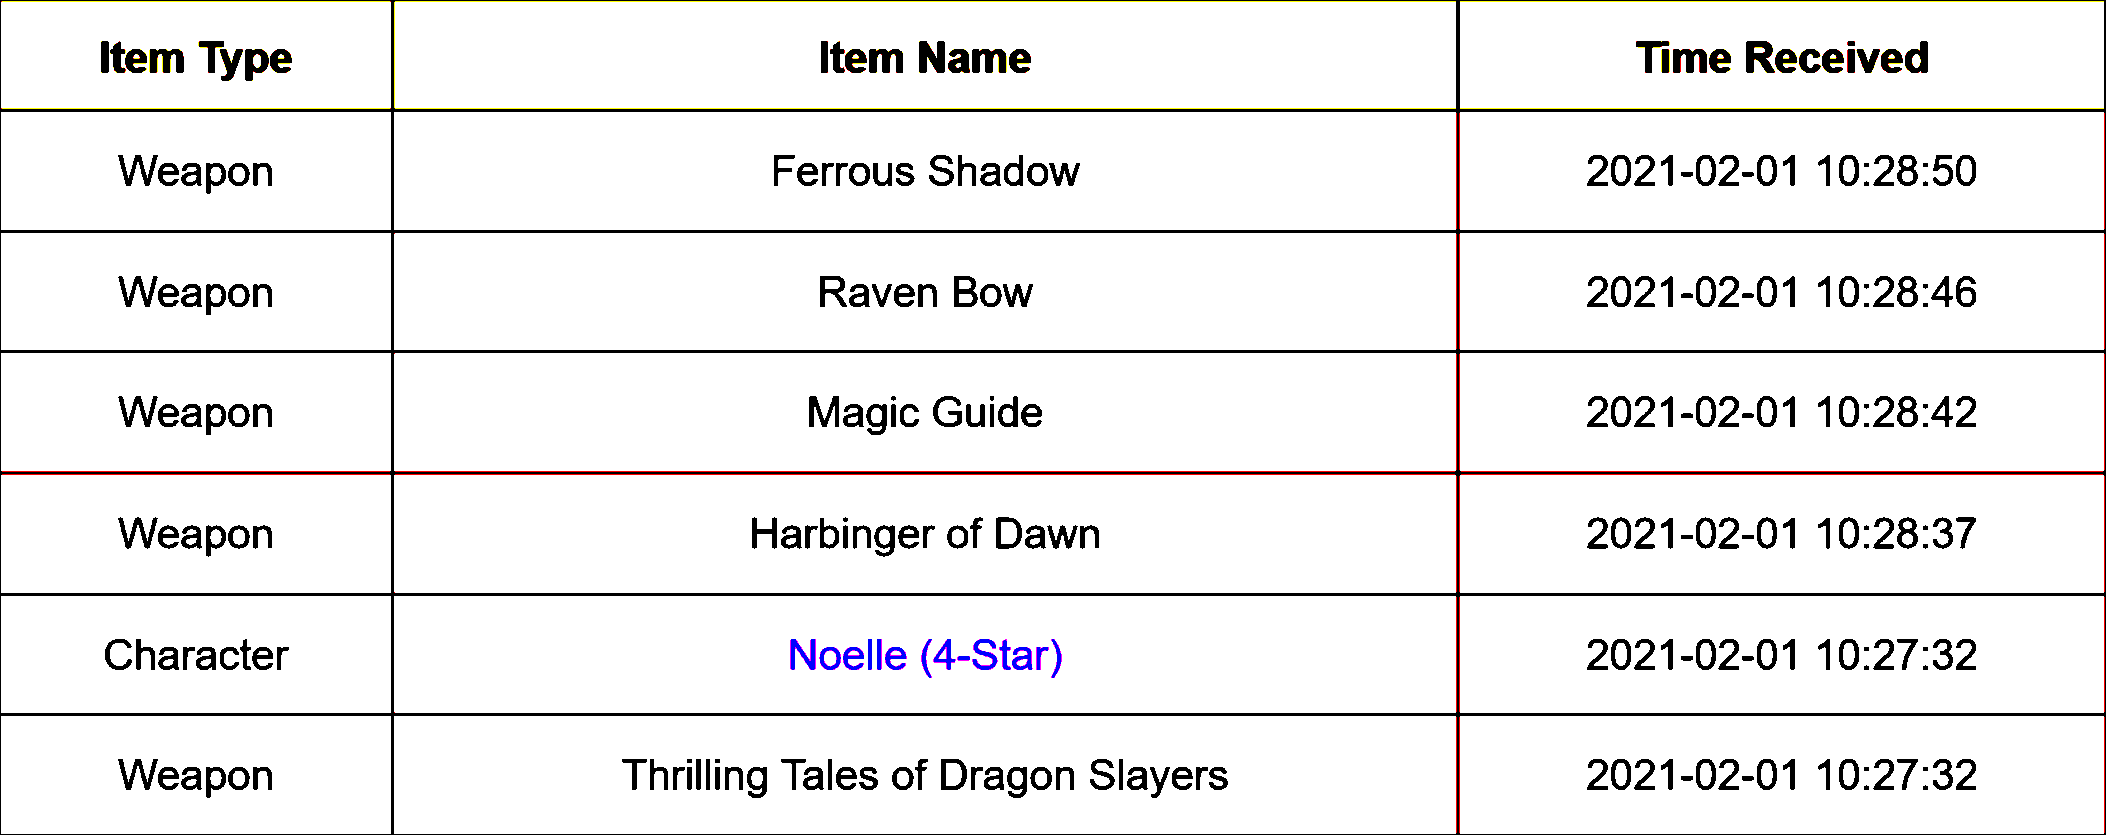 Item Type Item Name Time Received
Weapon Ferrous Shadow 2021-02-01 10:28:50
Weapon Raven Bow 2021-02-01 10:28:46
Weapon Magic Guide 2021-02-01 10:28:42
Weapon Harbinger of Dawn 2021-02-01 10:28:37
Character Noelle (4-Star) 2021-02-01 10:27:32
Weapon Thrilling Tales of Dragon Slayers 2021-02-01 10:27:32